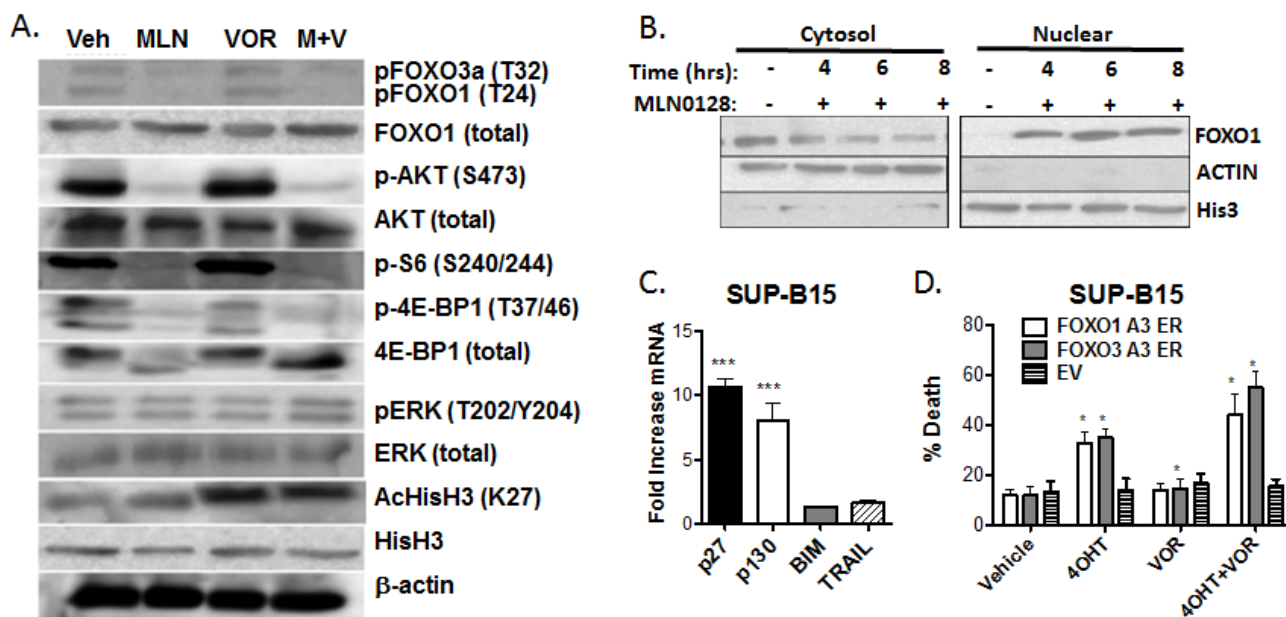 A.
Veh MLN VOR M+V
pFOXO3a (T32)
pFOXO1 (T24)
FOXO1 (total)
p-AKT (S473)
AKT (total)
p-S6 (S240/244)
p-4E-BP1 (T37/46)
4E-BP1 (total)
pERK (T202/Y204)
ERK (total)
AcHisH3 (K27)
HisH3
β-actin
B.
Cytosol Nuclear
Time (hrs): - 4 6 8 - 4 6 8
MLN0128: - + + + - + + +
FOXO1
ACTIN
His3
C.
SUP-B15
Fold Increase mRNA
15
10
5
0
*** ***
p27 p130 BIM TRAIL
D.
SUP-B15
FOXO1 A3 ER
FOXO3 A3 ER
EV
% Death
80
60
40
20
0
* * * * *
Vehicle 4OHT VOR 4OHT+VOR